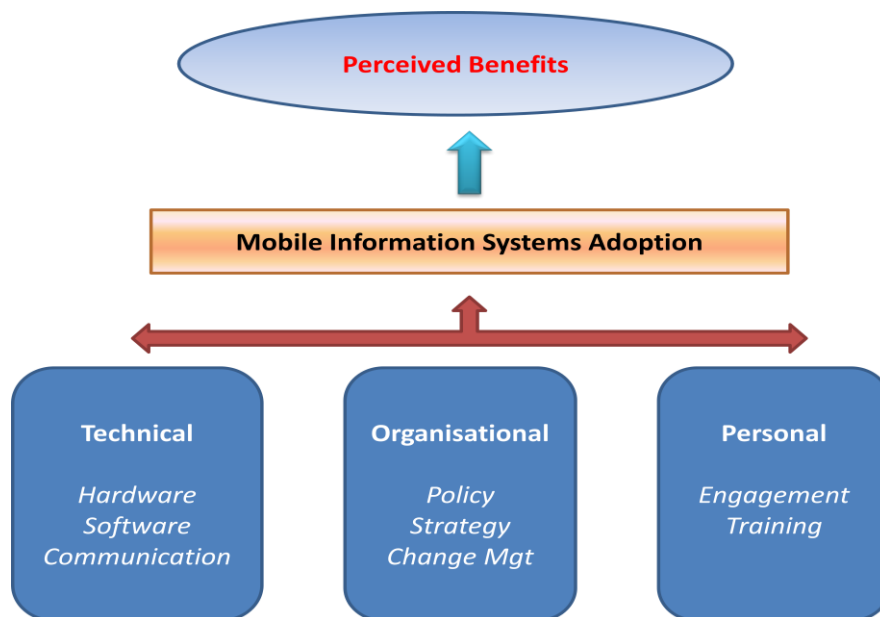 Perceived Benefits
Mobile Information Systems Adoption
Technical
Hardware
Software
Communication
Organisational
Policy
Strategy
Change Mgt
Personal
Engagement
Training